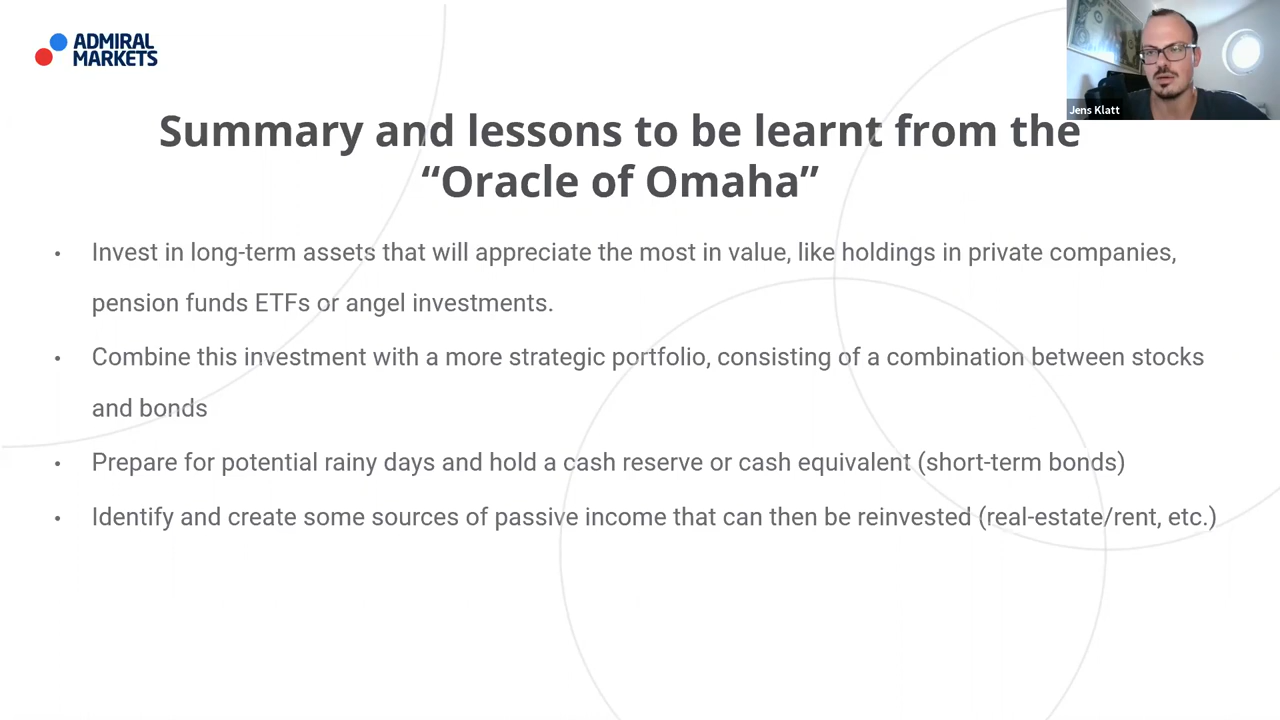 ADMIRAL
MARKETS
Jens Klatt
Summary and lessons to be learnt from the
“Oracle of Omaha”
• Invest in long-term assets that will appreciate the most in value, like holdings in private companies,
pension funds ETFs or angel investments.
• Combine this investment with a more strategic portfolio, consisting of a combination between stocks
and bonds
• Prepare for potential rainy days and hold a cash reserve or cash equivalent (short-term bonds)
• Identify and create some sources of passive income that can then be reinvested (real-estate/rent, etc.)